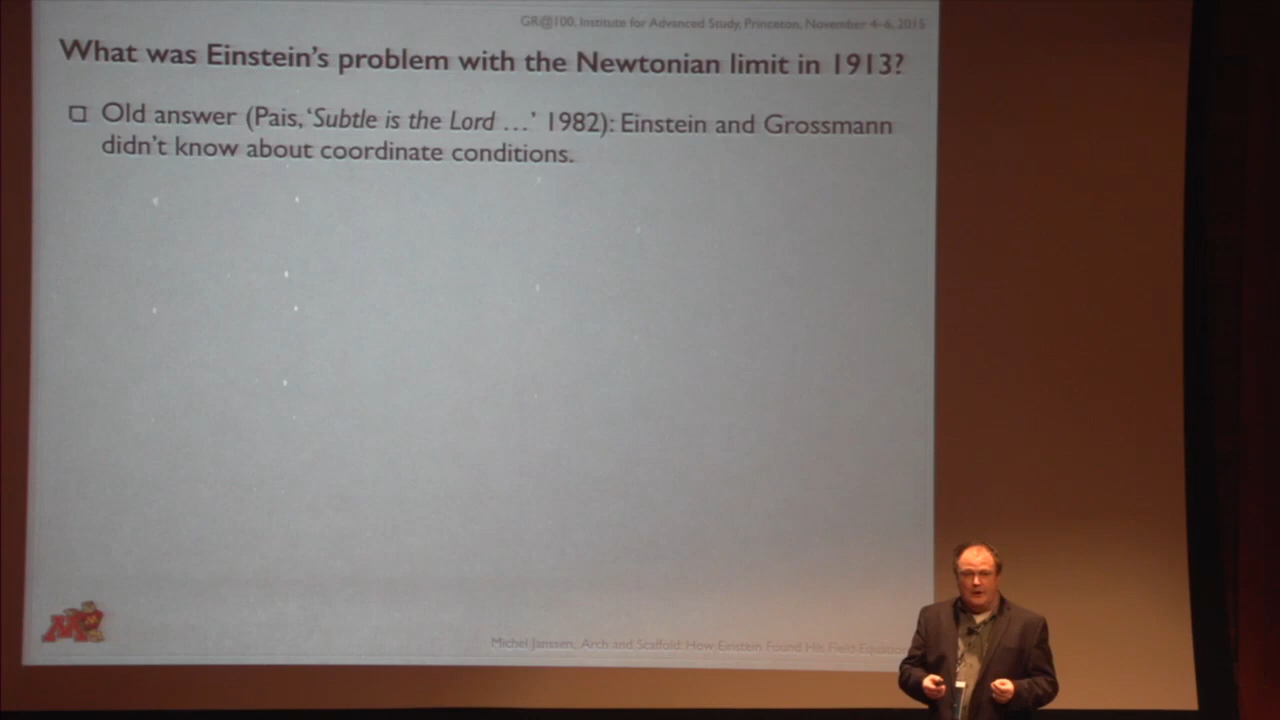 GR@100, Institute for Advanced Study, Princeton, November 4-6, 2015
What was Einstein's problem with the Newtonian limit in 1913?
Old answer (Pais, ‘Subtle is the Lord …’ 1982): Einstein and Grossmann
didn't know about coordinate conditions.
M
Michel Janssen, Arch and Scaffold: How Einstein Found His Field Equation